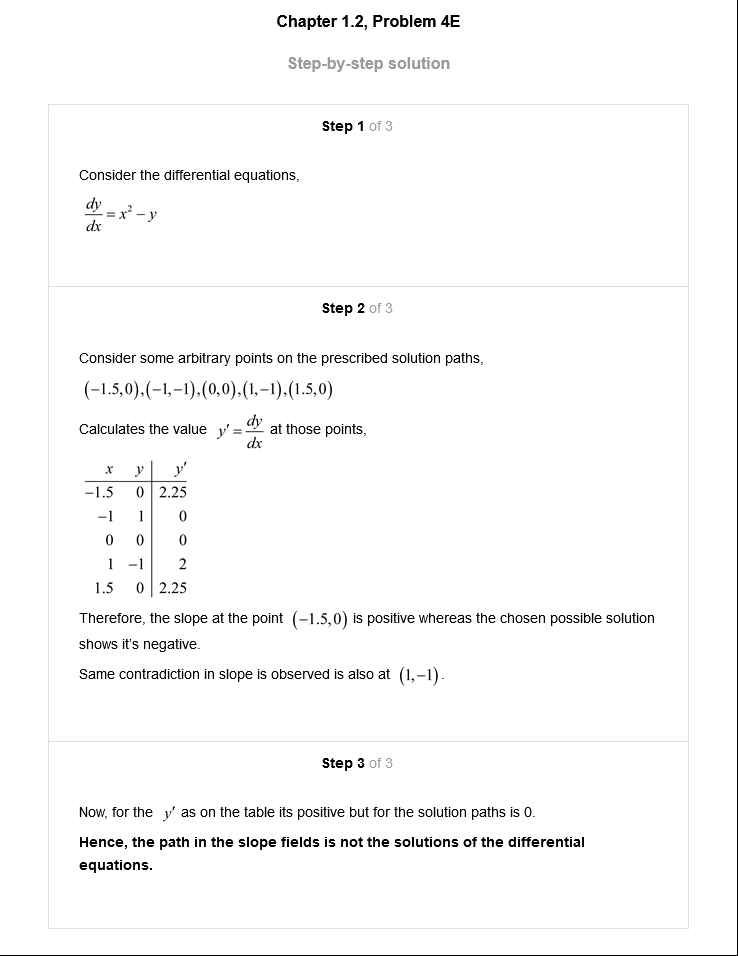 Chapter 1.2, Problem 4E
Step-by-step solution
Step 1 of 3
Consider the differential equations,
dy/dx = x² − y
Step 2 of 3
Consider some arbitrary points on the prescribed solution paths,
(−1.5,0),(−1,−1),(0,0),(1,−1),(1.5,0)
Calculates the value y′ = dy/dx at those points,
x y y′
−1.5 0 2.25
−1 1 0
0 0 0
1 −1 2
1.5 0 2.25
Therefore, the slope at the point (−1.5,0) is positive whereas the chosen possible solution
shows it's negative.
Same contradiction in slope is observed is also at (1,−1).
Step 3 of 3
Now, for the y′ as on the table its positive but for the solution paths is 0.
Hence, the path in the slope fields is not the solutions of the differential
equations.